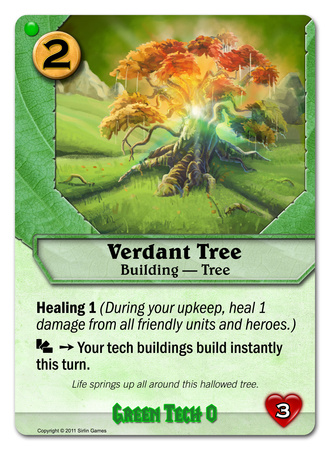 2
Verdant Tree
Building — Tree
Healing 1 (During your upkeep, heal 1
damage from all friendly units and heroes.)
→ Your tech buildings build instantly
this turn.
Life springs up all around this hallowed tree.
Green Tech 0
3
Copyright © 2011 Sirlin Games